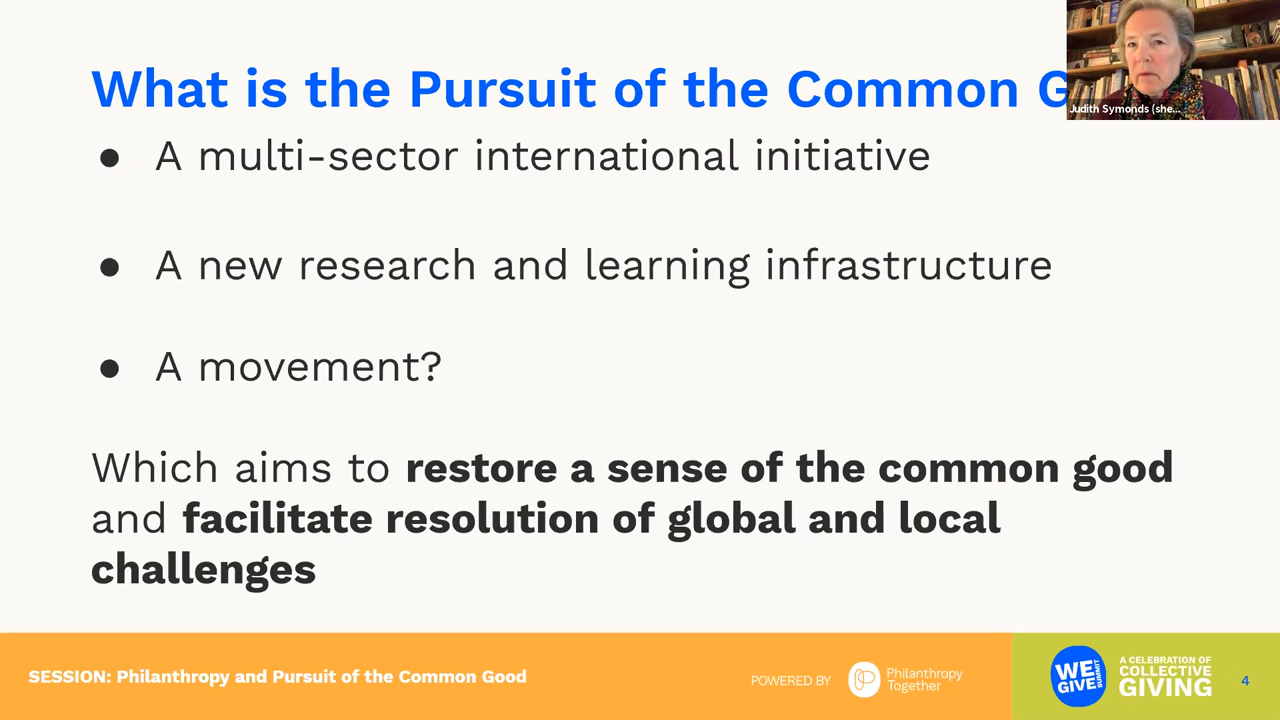 What is the Pursuit of the Common G
Judith Symonds (she...
● A multi-sector international initiative
● A new research and learning infrastructure
● A movement?
Which aims to restore a sense of the common good
and facilitate resolution of global and local
challenges
SESSION: Philanthropy and Pursuit of the Common Good
POWERED BY
Philanthropy
Together
WE
GIVE
SUMMIT
A CELEBRATION OF
COLLECTIVE
GIVING
4